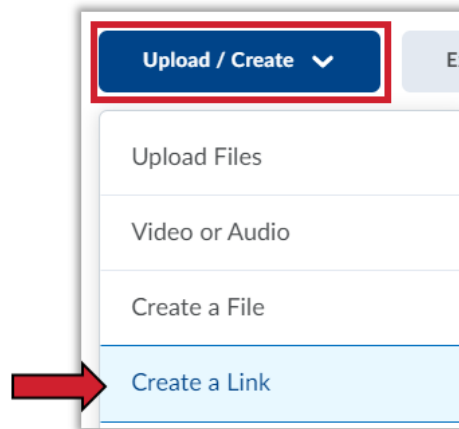 Upload / Create
E
Upload Files
Video or Audio
Create a File
Create a Link